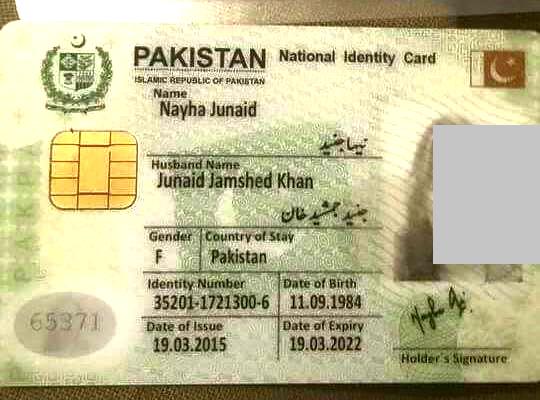 PAKISTAN National Identity Card
ISLAMIC REPUBLIC OF PAKISTAN
Name
Nayha Junaid
نیہا جنید
Husband Name
Junaid Jamshed Khan
جنید جمشید خان
Gender Country of Stay
F Pakistan
Identity Number Date of Birth
35201-1721300-6 11.09.1984
Date of Issue Date of Expiry
65371
19.03.2015 19.03.2022
Holder's Signature